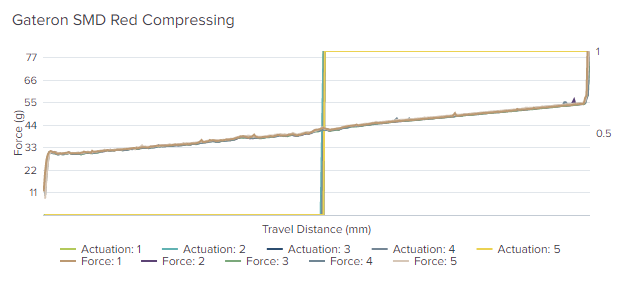 Gateron SMD Red Compressing
77
66
55
44
33
22
11
Force (g)
1
0.5
Travel Distance (mm)
Actuation: 1 Actuation: 2 Actuation: 3 Actuation: 4 Actuation: 5
Force: 1 Force: 2 Force: 3 Force: 4 Force: 5